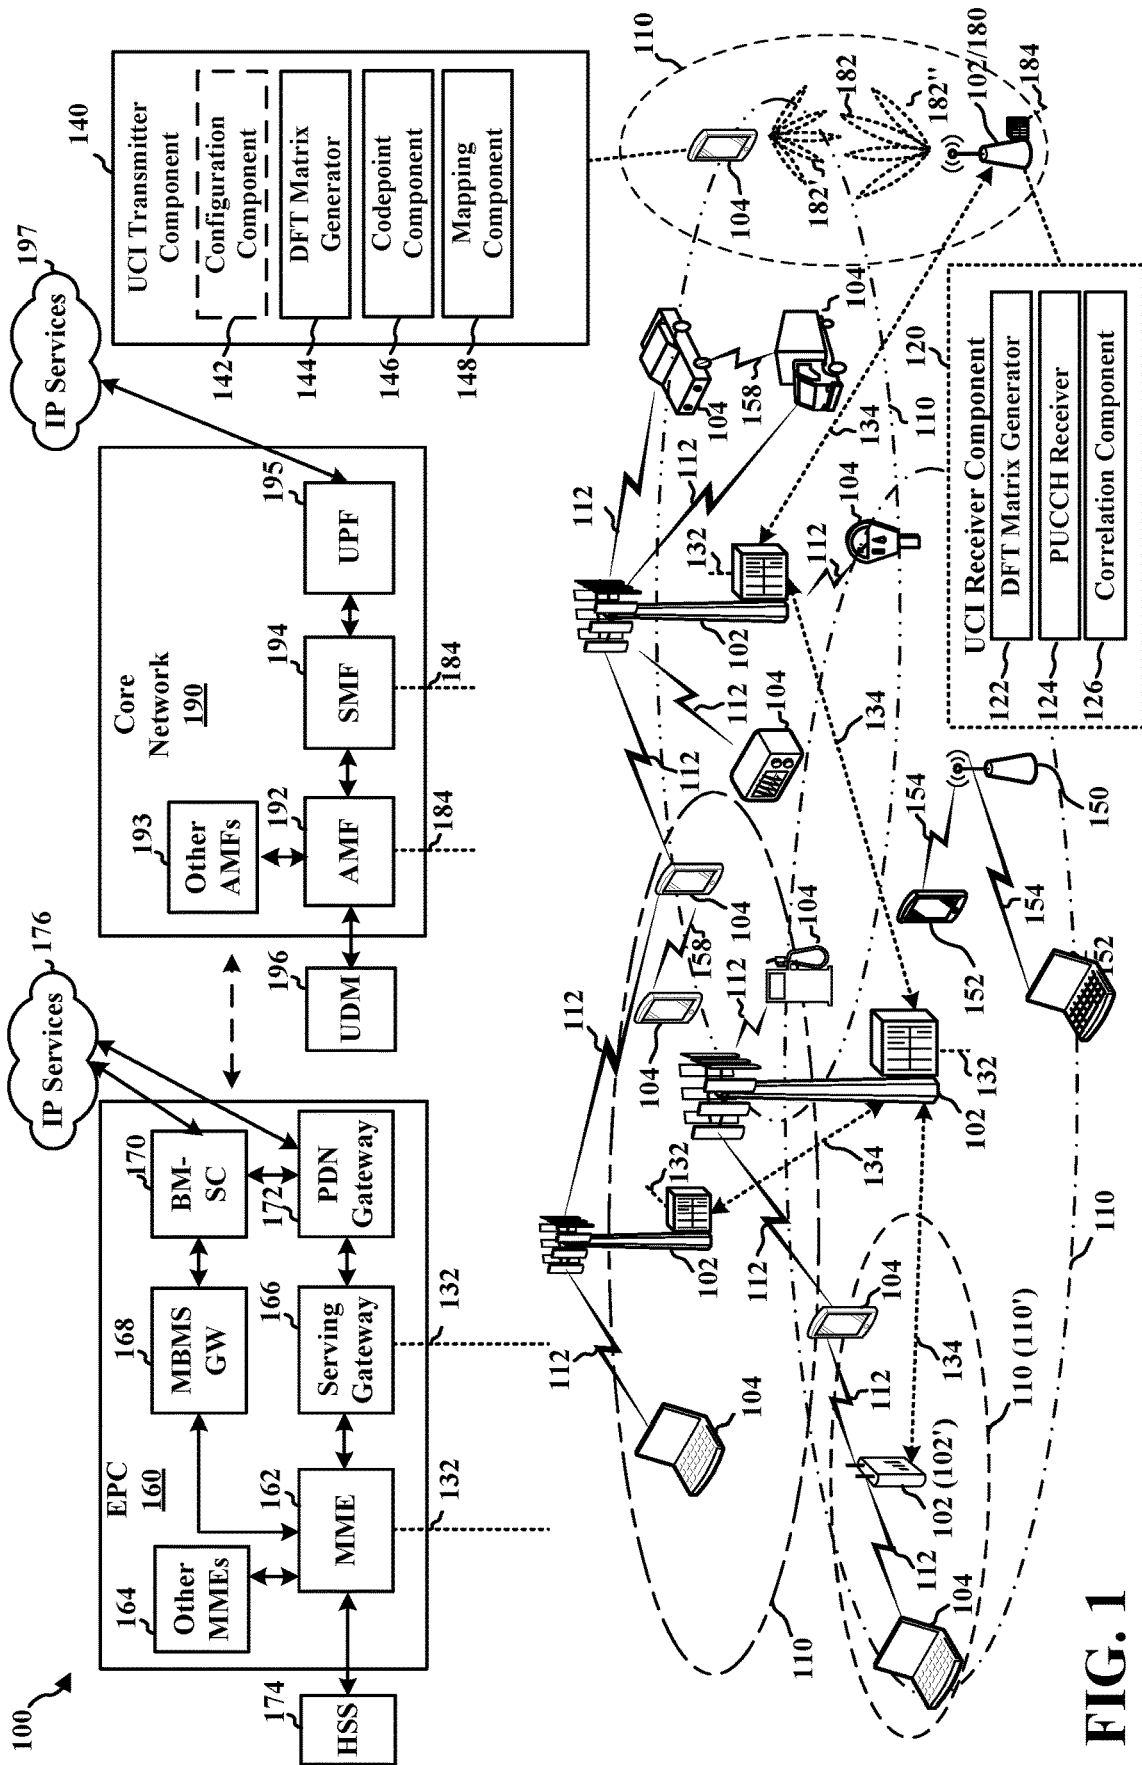 100
174
HSS
EPC
160
164
Other
MMEs
162
MME
132
168
MBMS
GW
166
Serving
Gateway
132
170
BM-
SC
172
PDN
Gateway
176
IP Services
196
UDM
Core
Network
190
193
Other
AMFs
192
AMF
184
194
SMF
184
195
UPF
197
IP Services
140
UCI Transmitter
Component
142
Configuration
Component
144
DFT Matrix
Generator
146
Codepoint
Component
148
Mapping
Component
110
104
182'
182
182''
102/180
184
112
104
158
104
112
134
110
112
132
102
112
104
112
104
112
104
158
104
112
104
112
132
102
134
112
104
112
104
110
112
104
112
102 (102')
134
110 (110')
110
132
102
134
152
154
154
152
150
120
UCI Receiver Component
122
DFT Matrix Generator
124
PUCCH Receiver
126
Correlation Component
FIG. 1